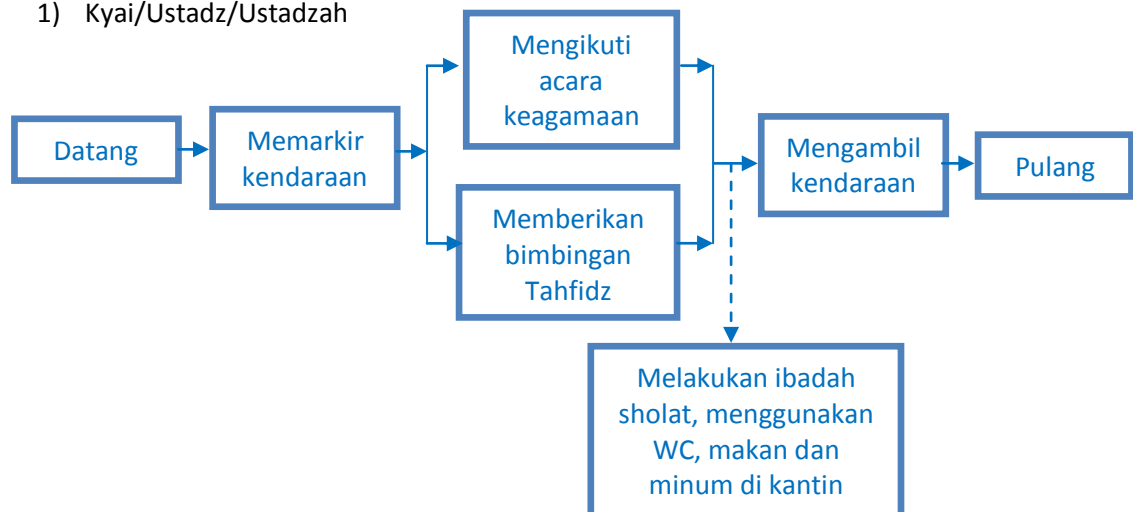 1) Kyai/Ustadz/Ustadzah
Datang
Memarkir
kendaraan
Mengikuti
acara
keagamaan
Memberikan
bimbingan
Tahfidz
Mengambil
kendaraan
Pulang
Melakukan ibadah
sholat, menggunakan
WC, makan dan
minum di kantin